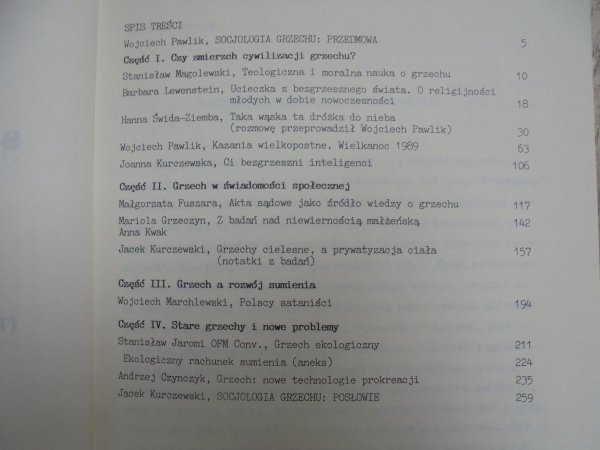 SPIS TREŚCI
Wojciech Pawlik, SOCJOLOGIA GRZECHU: PRZEDMOWA 5
Część I. Czy zmierzch cywilizacji grzechu?
Stanisław Magolewski, Teologiczna i moralna nauka o grzechu 10
Barbara Lewenstein, Ucieczka z bezgrzesznego świata. O religijności
młodych w dobie nowoczesności 18
Hanna Świda-Ziemba, Taka wąska ta dróżka do nieba
(rozmowę przeprowadził Wojciech Pawlik) 30
Wojciech Pawlik, Kazania wielkopostne. Wielkanoc 1989 63
Joanna Kurczewska, Ci bezgrzeszni inteligenci 106
Część II. Grzech w świadomości społecznej
Małgorzata Fuszara, Akta sądowe jako źródło wiedzy o grzechu 117
Mariola Grzeczyn, Z badań nad niewiernością małżeńską 142
Anna Kwak
Jacek Kurczewski, Grzechy cielesne, a prywatyzacja ciała 157
(notatki z badań)
Część III. Grzech a rozwój sumienia
Wojciech Marchlewski, Polscy sataniści 194
Część IV. Stare grzechy i nowe problemy
Stanisław Jaromi OFM Conv., Grzech ekologiczny 211
Ekologiczny rachunek sumienia (aneks) 224
Andrzej Czynczyk, Grzech: nowe technologie prokreacji 235
Jacek Kurczewski, SOCJOLOGIA GRZECHU: POSŁOWIE 259